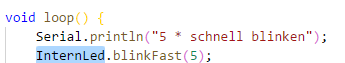 void loop() {
    Serial.println("5 * schnell blinken");
    InternLed.blinkFast(5);